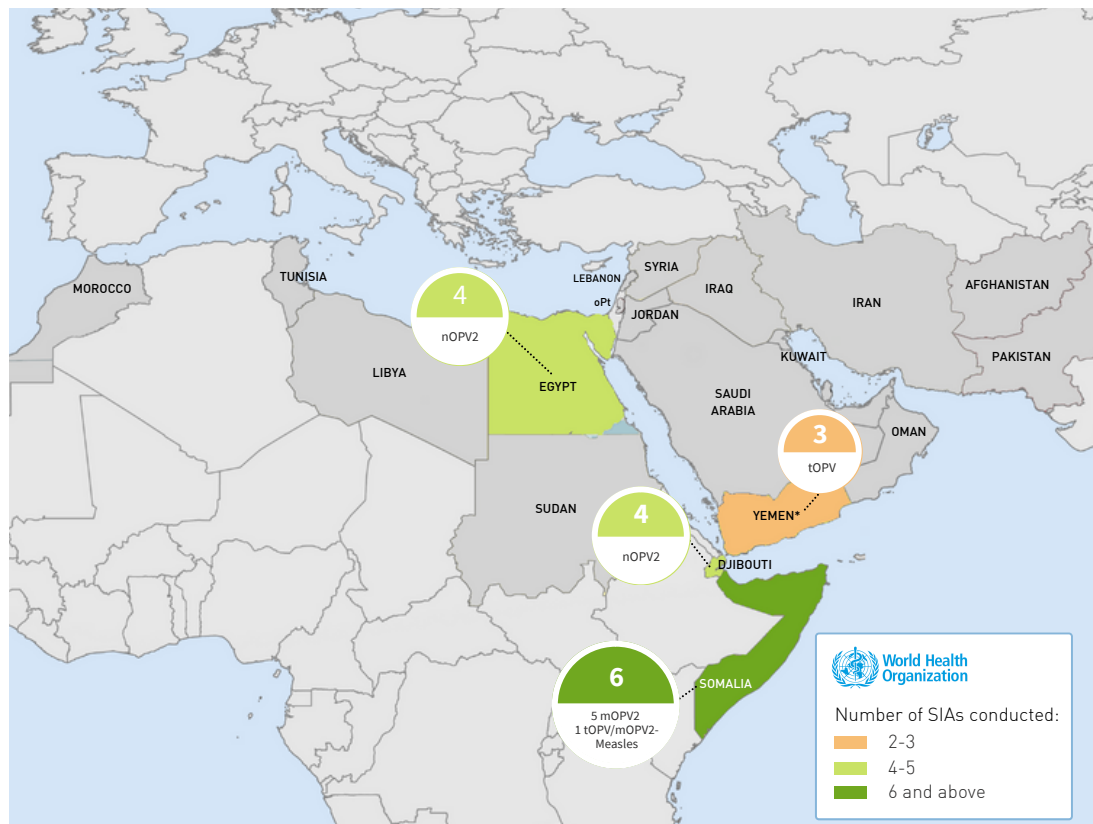 MOROCCO
TUNISIA
LIBYA
4
nOPV2
EGYPT
LEBANON
oPt
SYRIA
JORDAN
IRAQ
IRAN
KUWAIT
AFGHANISTAN
PAKISTAN
SAUDI
ARABIA
OMAN
3
tOPV
YEMEN*
SUDAN
4
nOPV2
DJIBOUTI
6
5 mOPV2
1 tOPV/mOPV2-
Measles
SOMALIA
World Health
Organization
Number of SIAs conducted:
2-3
4-5
6 and above